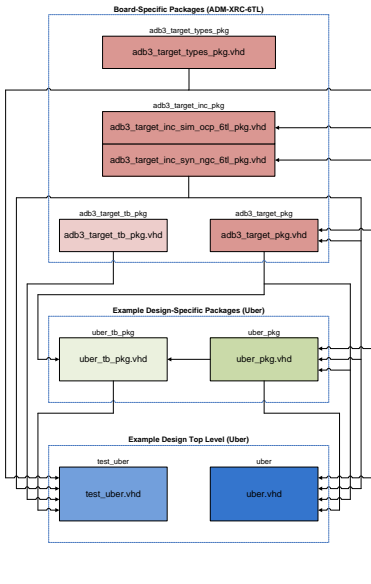 Board-Specific Packages (ADM-XRC-6TL)
adb3_target_types_pkg
adb3_target_types_pkg.vhd
adb3_target_inc_pkg
adb3_target_inc_sim_ocp_6tl_pkg.vhd
adb3_target_inc_syn_ngc_6tl_pkg.vhd
adb3_target_tb_pkg
adb3_target_pkg
adb3_target_tb_pkg.vhd
adb3_target_pkg.vhd
Example Design-Specific Packages (Uber)
uber_tb_pkg
uber_pkg
uber_tb_pkg.vhd
uber_pkg.vhd
Example Design Top Level (Uber)
test_uber
uber
test_uber.vhd
uber.vhd